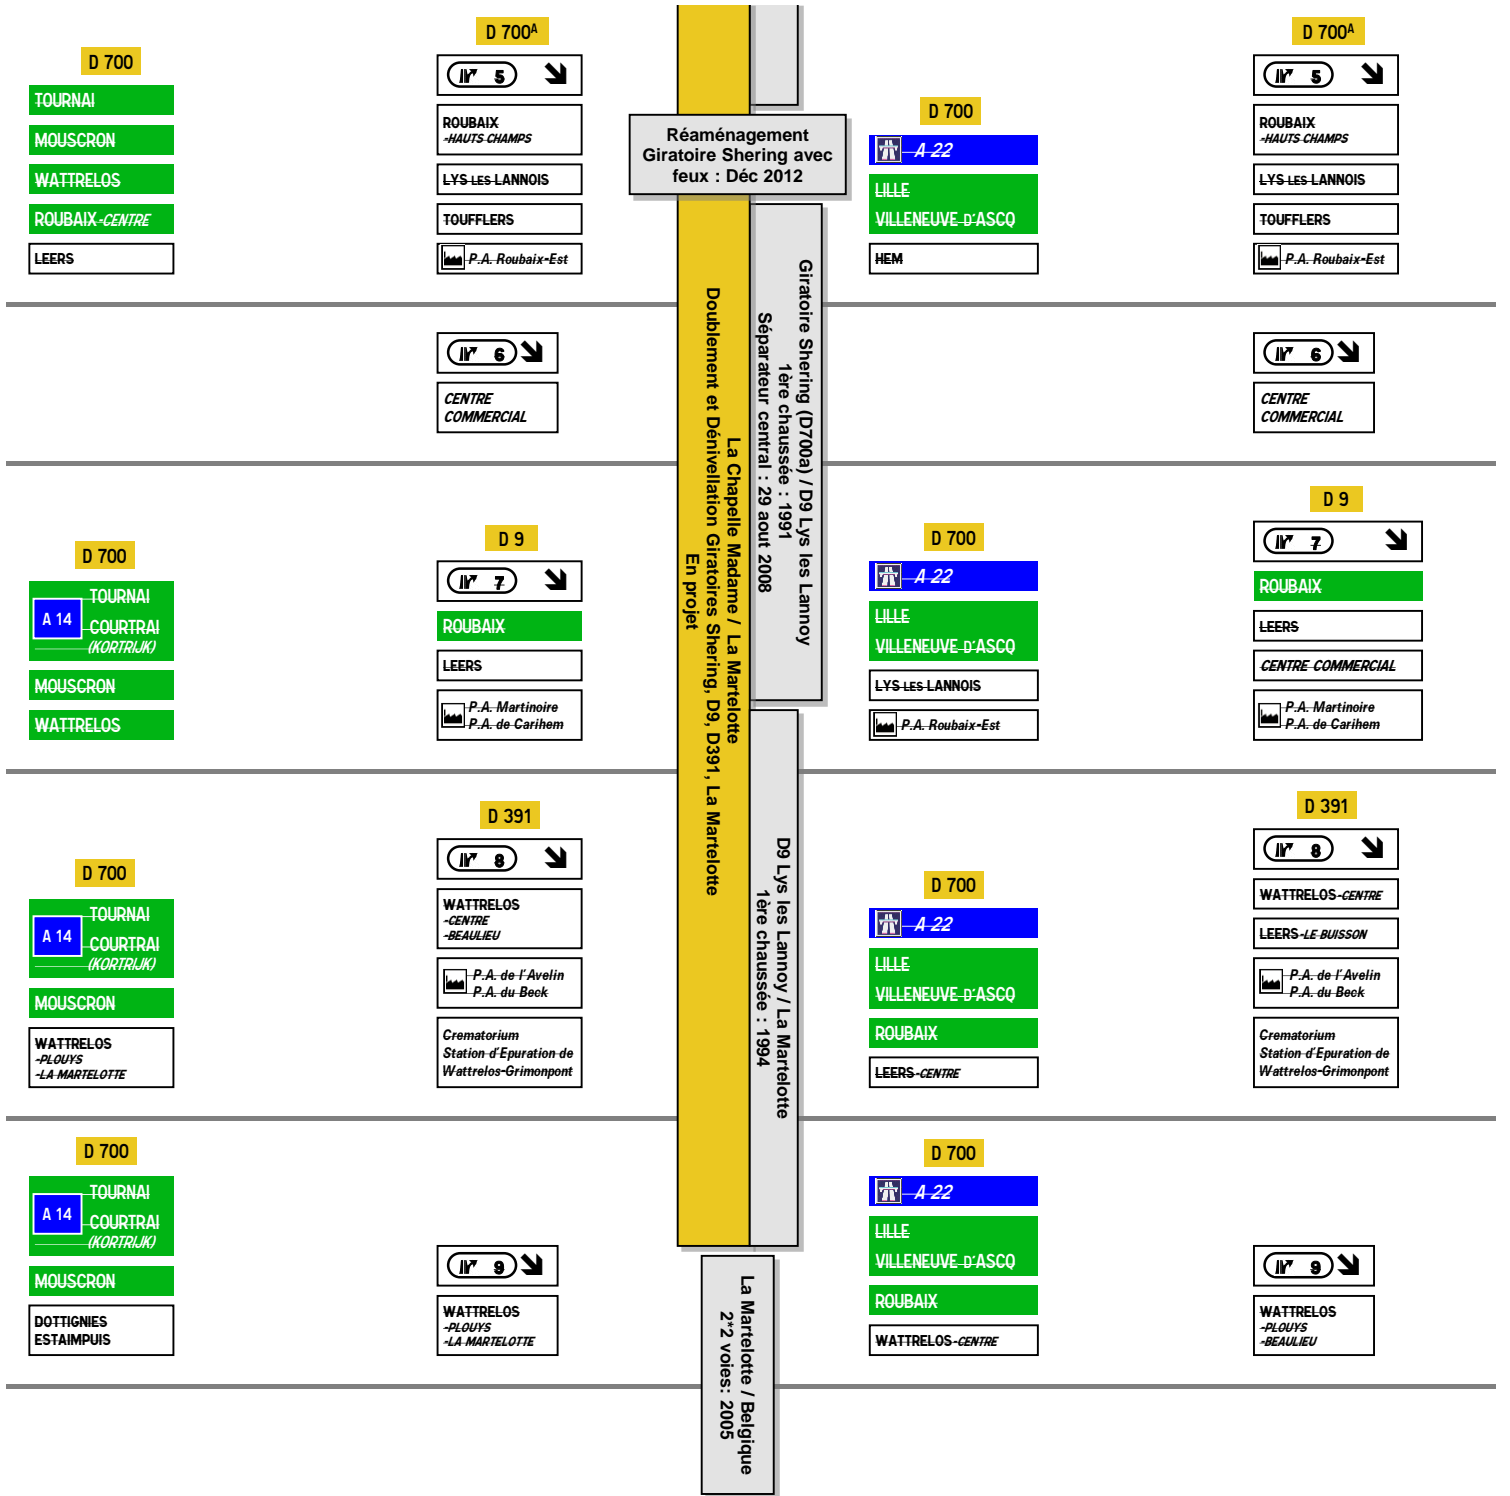 D 700
TOURNAI
MOUSCRON
WATTRELOS
ROUBAIX-CENTRE
LEERS
D 700A
5
ROUBAIX
-HAUTS CHAMPS
LYS LES LANNOIS
TOUFFLERS
P.A. Roubaix-Est
Réaménagement
Giratoire Shering avec
feux : Déc 2012
D 700
A 22
LILLE
VILLENEUVE D'ASCQ
HEM
D 700A
5
ROUBAIX
-HAUTS CHAMPS
LYS LES LANNOIS
TOUFFLERS
P.A. Roubaix-Est
6
CENTRE
COMMERCIAL
La Chapelle Madame / La Martelotte
Doublement et Dénivellation Giratoires Shering, D9, D391, La Martelotte
En projet
Giratoire Shering (D700a) / D9 Lys les Lannoy
1ère chaussée : 1991
Séparateur central : 29 aout 2008
6
CENTRE
COMMERCIAL
D 700
TOURNAI
A 14
COURTRAI
(KORTRIJK)
MOUSCRON
WATTRELOS
D 9
7
ROUBAIX
LEERS
P.A. Martinoire
P.A. de Carihem
D 700
A 22
LILLE
VILLENEUVE D'ASCQ
LYS LES LANNOIS
P.A. Roubaix-Est
D 9
7
ROUBAIX
LEERS
CENTRE COMMERCIAL
P.A. Martinoire
P.A. de Carihem
D 700
TOURNAI
A 14
COURTRAI
(KORTRIJK)
MOUSCRON
WATTRELOS
-PLOUYS
-LA MARTELOTTE
D 391
8
WATTRELOS
-CENTRE
-BEAULIEU
P.A. de l'Avelin
P.A. du Beck
Crematorium
Station d'Epuration de
Wattrelos-Grimonpont
D9 Lys les Lannoy / La Martelotte
1ère chaussée : 1994
D 700
A 22
LILLE
VILLENEUVE D'ASCQ
ROUBAIX
LEERS-CENTRE
D 391
8
WATTRELOS-CENTRE
LEERS-LE BUISSON
P.A. de l'Avelin
P.A. du Beck
Crematorium
Station d'Epuration de
Wattrelos-Grimonpont
D 700
TOURNAI
A 14
COURTRAI
(KORTRIJK)
MOUSCRON
DOTTIGNIES
ESTAIMPUIS
9
WATTRELOS
-PLOUYS
-LA MARTELOTTE
La Martelotte / Belgique
2*2 voies: 2005
D 700
A 22
LILLE
VILLENEUVE D'ASCQ
ROUBAIX
WATTRELOS-CENTRE
9
WATTRELOS
-PLOUYS
-BEAULIEU